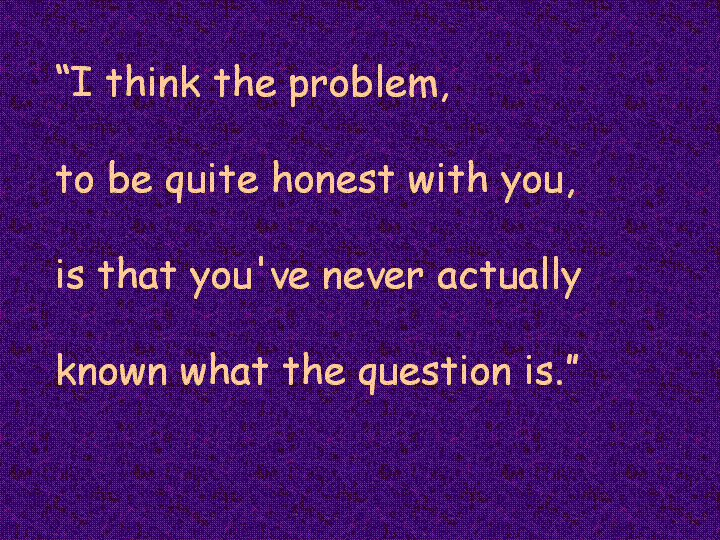 “I think the problem,
to be quite honest with you,
is that you've never actually
known what the question is.”